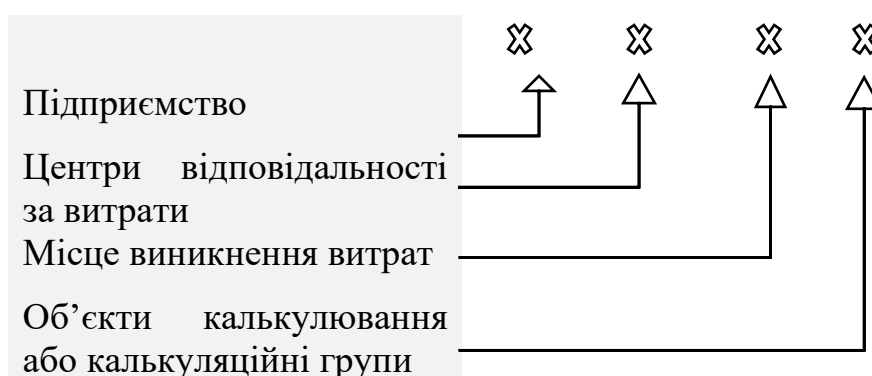 X X X X
Підприємство
Центри відповідальності
за витрати
Місце виникнення витрат
Об’єкти калькулювання
або калькуляційні групи